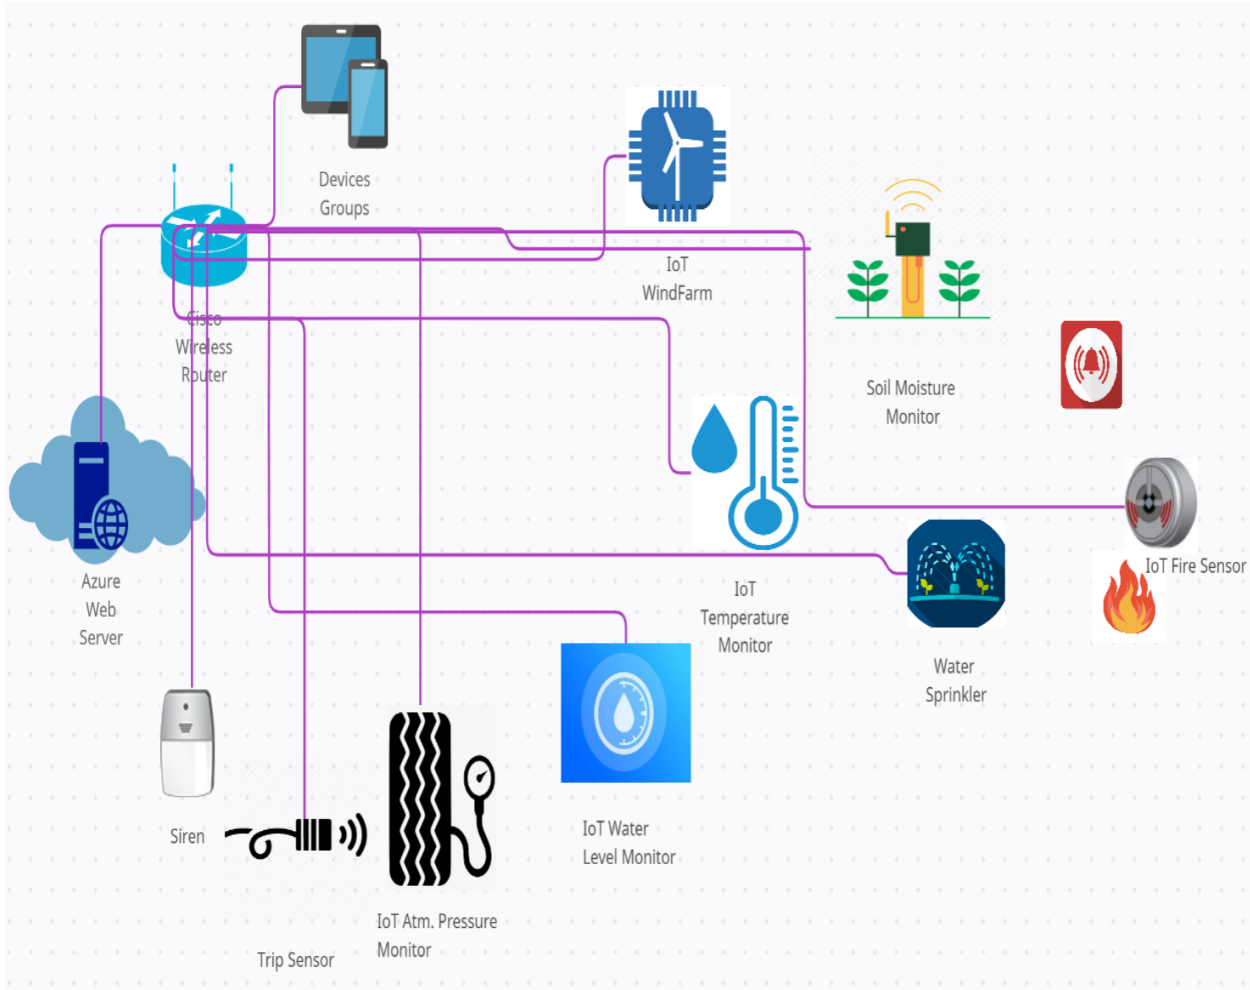 Devices
Groups
IoT
WindFarm
Cisco
Wireless
Router
Soil Moisture
Monitor
IoT Fire Sensor
Azure
Web
Server
IoT
Temperature
Monitor
Water
Sprinkler
Siren
IoT Water
Level Monitor
IoT Atm. Pressure
Monitor
Trip Sensor